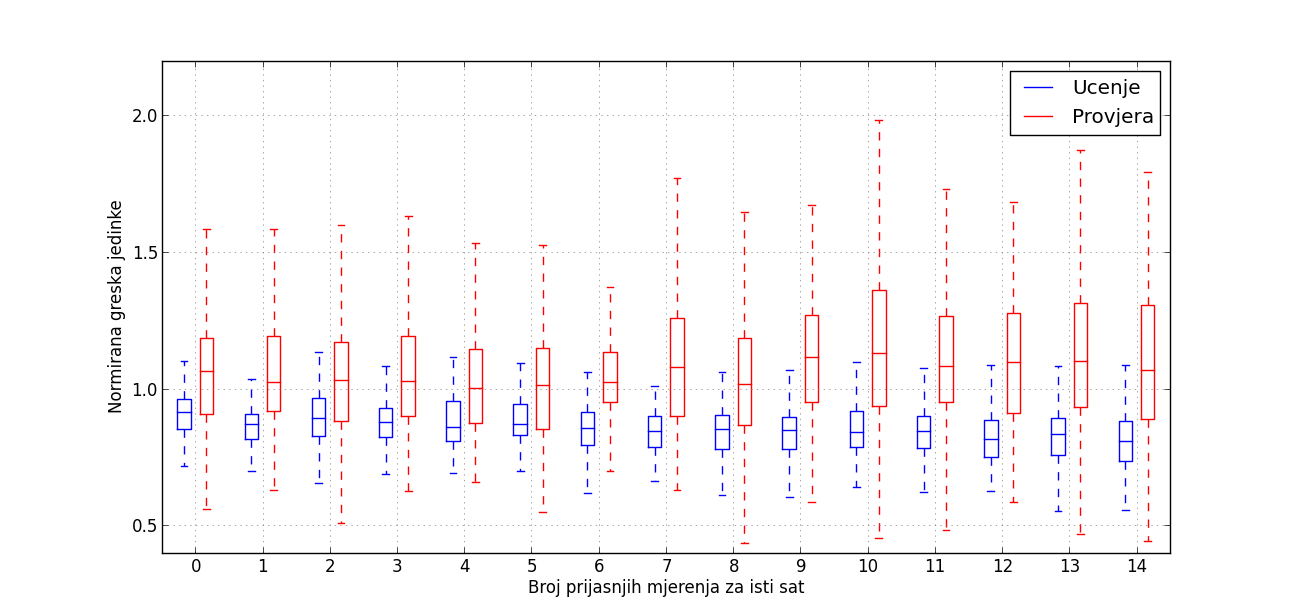 Ucenje
Provjera
2.0
1.5
1.0
0.5
Normirana greska jedinke
0 1 2 3 4 5 6 7 8 9 10 11 12 13 14
Broj prijasnjih mjerenja za isti sat